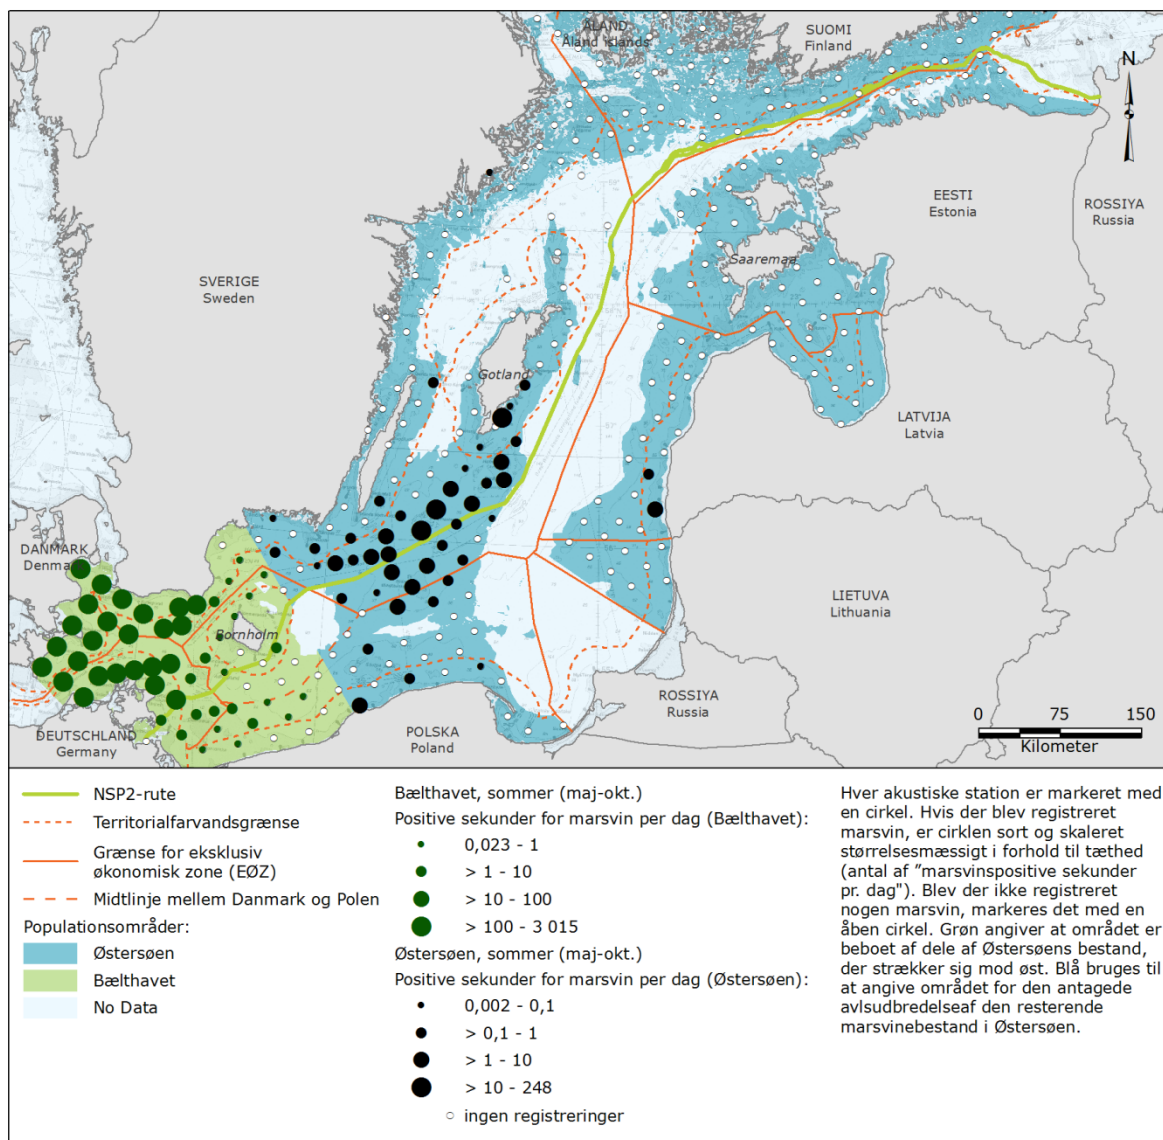 ÅLAND
Åland islands
SUOMI
Finland
N
EESTI
Estonia
ROSSIYA
Russia
SVERIGE
Sweden
Saaremaa
Gotland
LATVIJA
Latvia
DANMARK
Denmark
LIETUVA
Lithuania
Bornholm
ROSSIYA
Russia
DEUTSCHLAND
Germany
POLSKA
Poland
0 75 150
Kilometer
NSP2-rute
Territorialfarvandsgrænse
Grænse for eksklusiv
økonomisk zone (EØZ)
Midtlinje mellem Danmark og Polen
Populationsområder:
Østersøen
Bælthavet
No Data
Bælthavet, sommer (maj-okt.)
Positive sekunder for marsvin per dag (Bælthavet):
0,023 - 1
> 1 - 10
> 10 - 100
> 100 - 3 015
Østersøen, sommer (maj-okt.)
Positive sekunder for marsvin per dag (Østersøen):
0,002 - 0,1
> 0,1 - 1
> 1 - 10
> 10 - 248
ingen registreringer
Hver akustiske station er markeret med
en cirkel. Hvis der blev registreret
marsvin, er cirklen sort og skaleret
størrelsesmæssigt i forhold til tæthed
(antal af ”marsvinspositive sekunder
pr. dag"). Blev der ikke registreret
nogen marsvin, markeres det med en
åben cirkel. Grøn angiver at området er
beboet af dele af Østersøens bestand,
der strækker sig mod øst. Blå bruges til
at angive området for den antagede
avlsudbredelseaf den resterende
marsvinebestand i Østersøen.